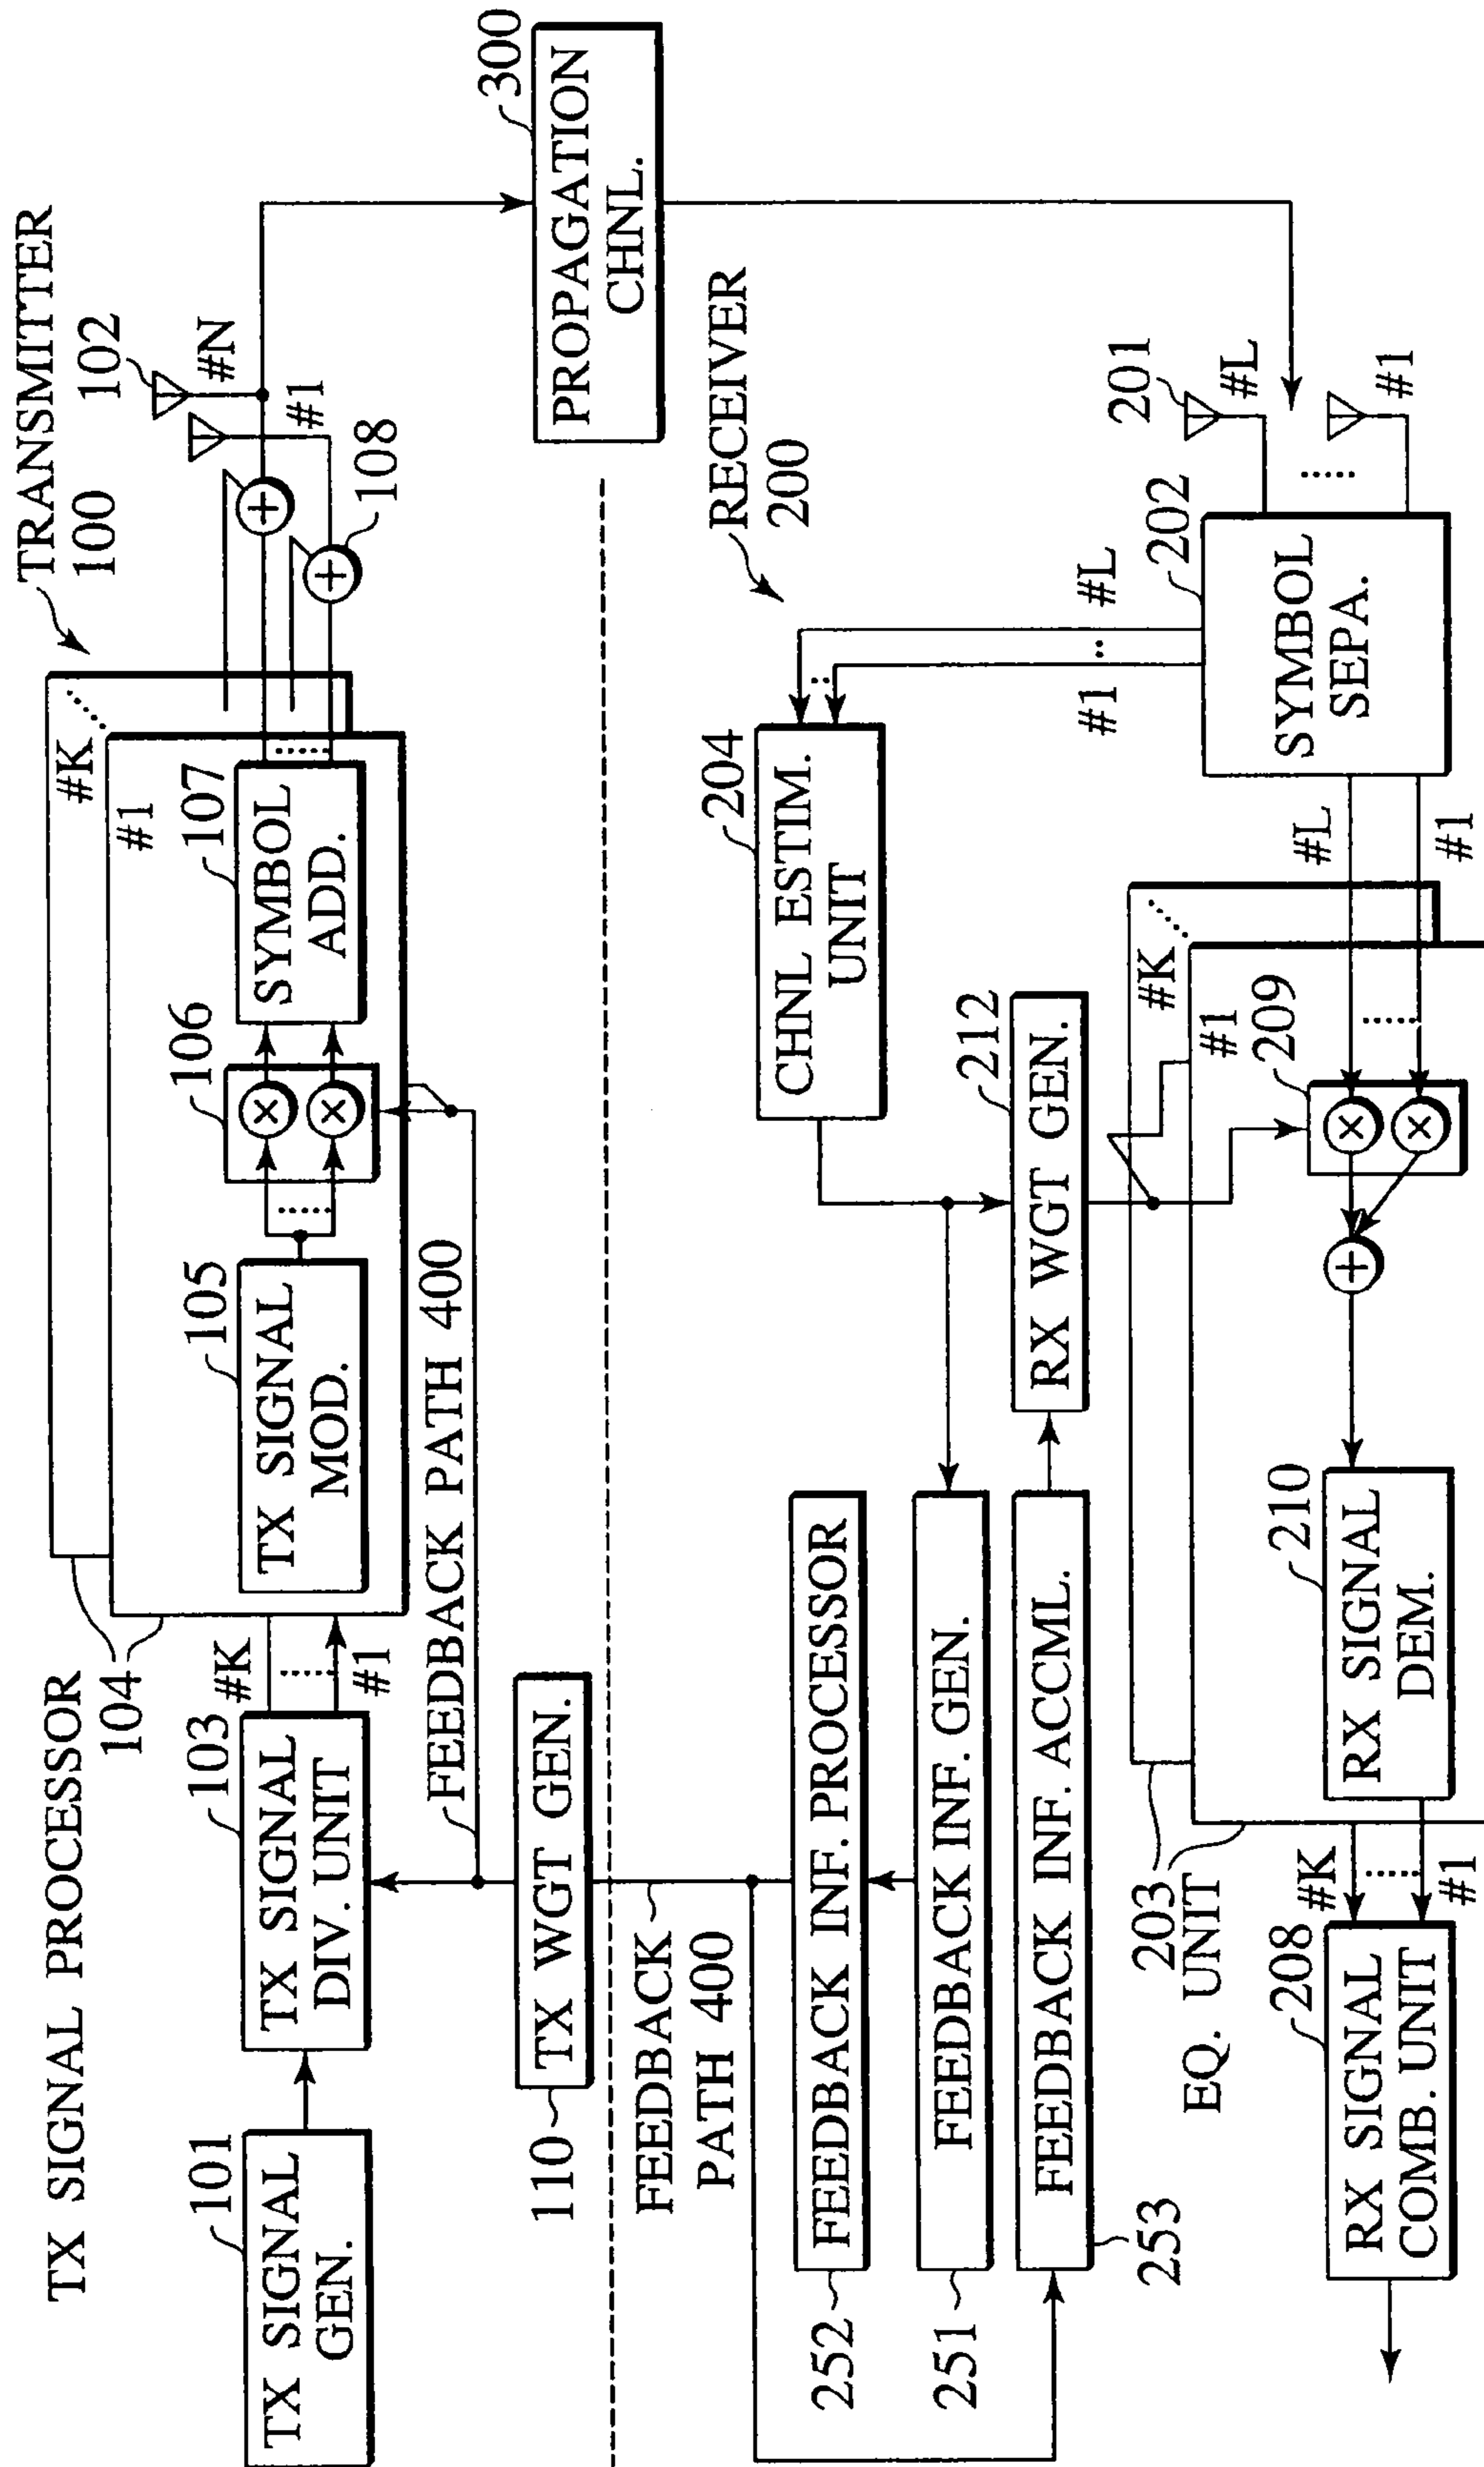 TRANSMITTER
100
TX SIGNAL PROCESSOR
104
#K
#1
101
TX SIGNAL
GEN.
103
TX SIGNAL
DIV. UNIT
#K
#1
105
TX SIGNAL
MOD.
106
107
SYMBOL
ADD.
108
102
#N
#1
FEEDBACK PATH 400
110
TX WGT GEN.
300
PROPAGATION
CHNL.
FEEDBACK
PATH 400
RECEIVER
200
252
FEEDBACK INF. PROCESSOR
251
FEEDBACK INF. GEN.
253
FEEDBACK INF. ACCML.
204
CHNL ESTIM.
UNIT
212
RX WGT GEN.
#1
#L
201
#L
#1
202
SYMBOL
SEPA.
#L
#1
203
EQ. UNIT
#K
#1
209
210
RX SIGNAL
DEM.
#K
#1
208
RX SIGNAL
COMB. UNIT